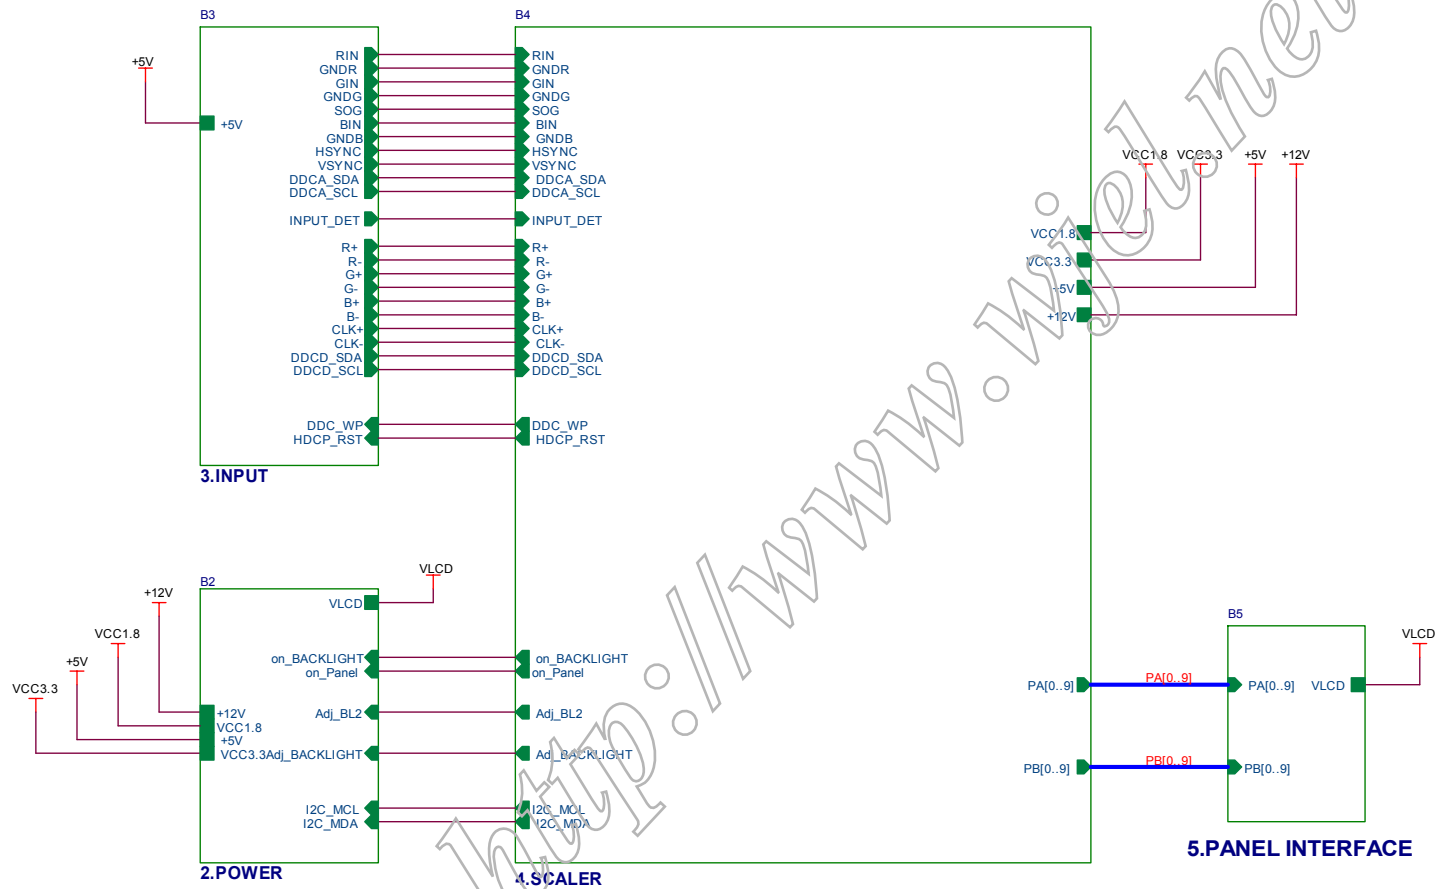 B3
+5V
+5V
RIN
GNDR
GIN
GNDG
SOG
BIN
GNDB
HSYNC
VSYNC
DDCA_SDA
DDCA_SCL
INPUT_DET
R+
R-
G+
G-
B+
B-
CLK+
CLK-
DDCD_SDA
DDCD_SCL
DDC_WP
HDCP_RST
3.INPUT
B4
RIN
GNDR
GIN
GNDG
SOG
BIN
GNDB
HSYNC
VSYNC
DDCA_SDA
DDCA_SCL
INPUT_DET
R+
R-
G+
G-
B+
B-
CLK+
CLK-
DDCD_SDA
DDCD_SCL
DDC_WP
HDCP_RST
on_BACKLIGHT
on_Panel
Adj_BL2
Adj_BACKLIGHT
I2C_MCL
I2C_MDA
VCC1.8 VCC3.3 +5V +12V
VCC1.8
VCC3.3
+5V
+12V
PA[0..9]
PB[0..9]
4.SCALER
B2
+12V
VCC1.8
+5V
VCC3.3
VLCD
VLCD
on_BACKLIGHT
on_Panel
+12V
Adj_BL2
VCC1.8
+5V
VCC3.3 Adj_BACKLIGHT
I2C_MCL
I2C_MDA
2.POWER
B5
VLCD
PA[0..9]
PA[0..9] VLCD
PB[0..9]
PB[0..9]
5.PANEL INTERFACE
http://www.wjel.net